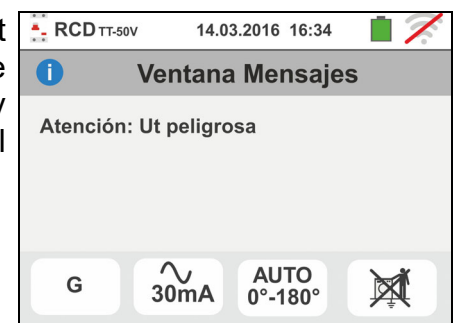 RCD TT-50V 14.03.2016 16:34
Ventana Mensajes
Atención: Ut peligrosa
G
30mA
AUTO
0°-180°